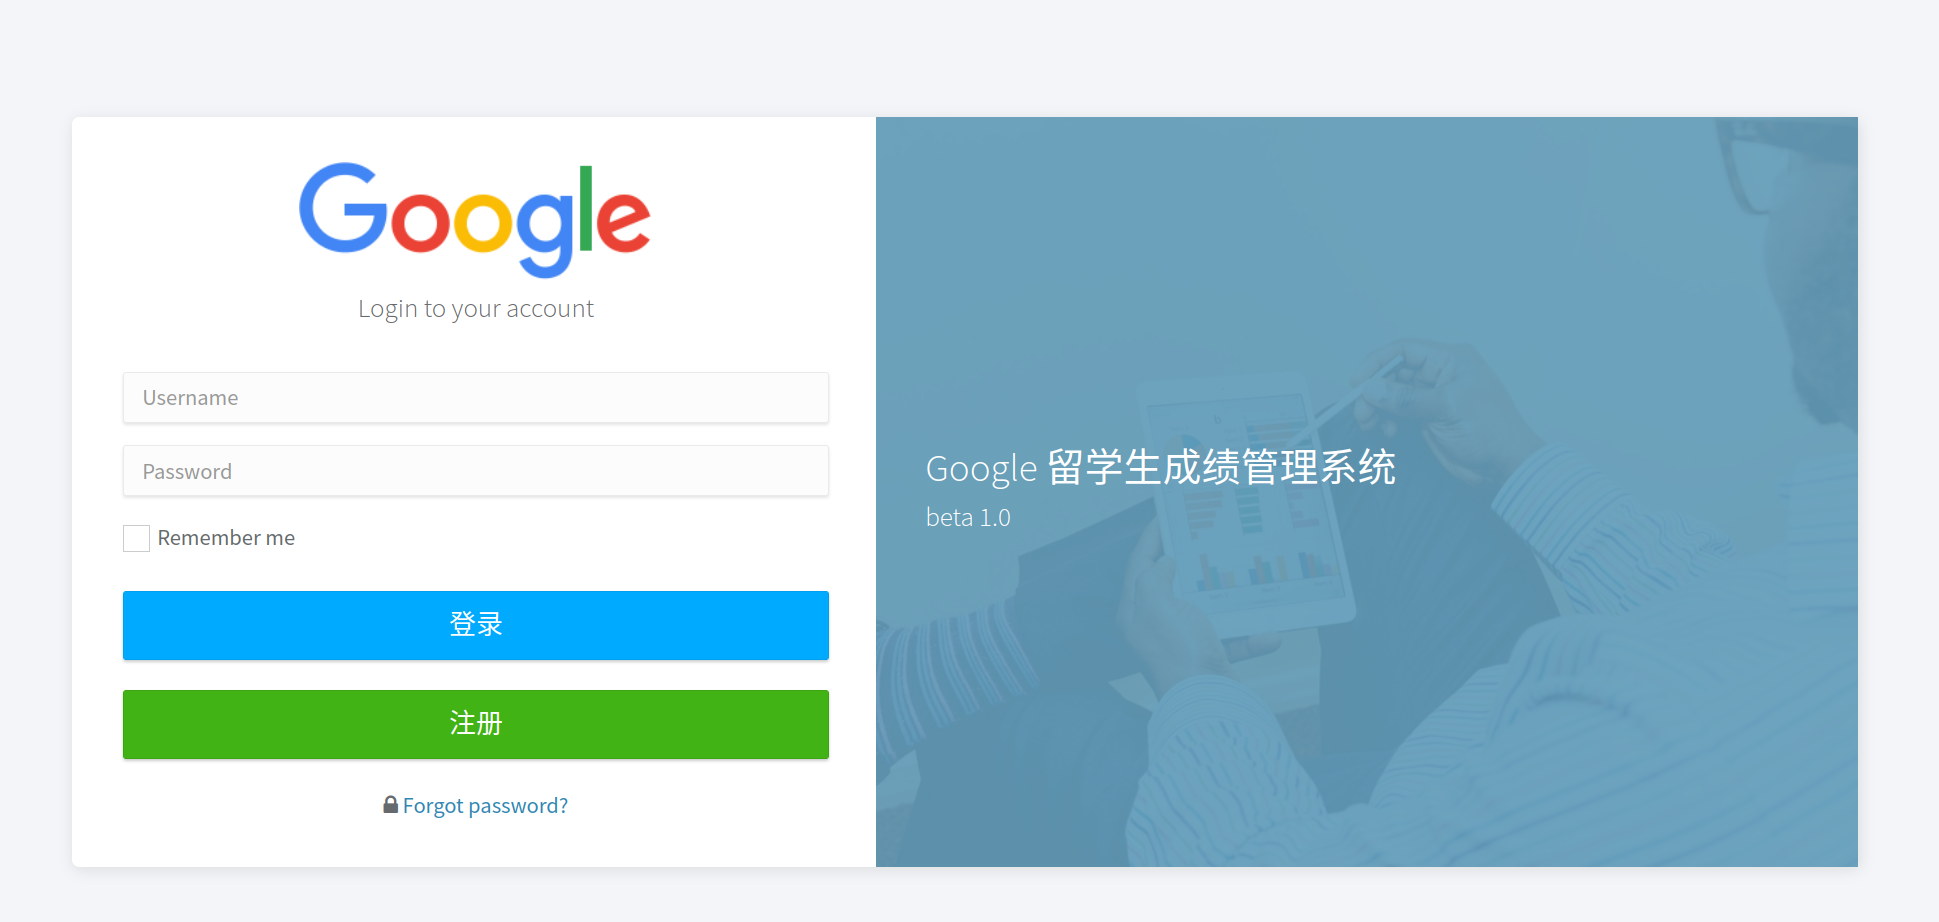 Google
Login to your account
Username
Password
Remember me
登录
注册
Forgot password?
Google 留学生成绩管理系统
beta 1.0